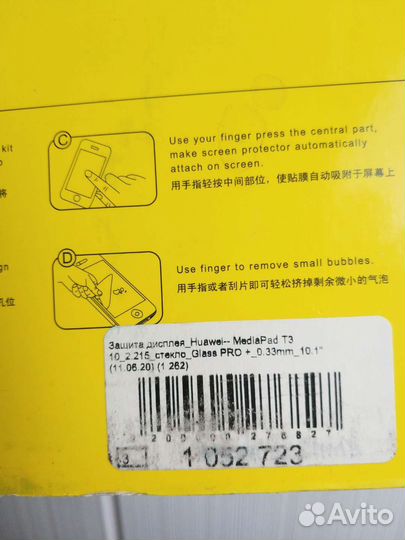 kit
将
C
Use your finger press the central part,
make screen protector automatically
attach on screen.
用手指轻按中间部位，使贴膜自动吸附于屏幕上
gn
孔位
D
Use finger to remove small bubbles.
用手指或者刮片即可轻松挤掉剩余微小的气泡
Защита дисплея_Huawei-- MediaPad T3
10_2.215_стекло_Glass PRO +_0.33mm_10.1"
(11.06.20) (1 262)
3
1 052 723
Avito